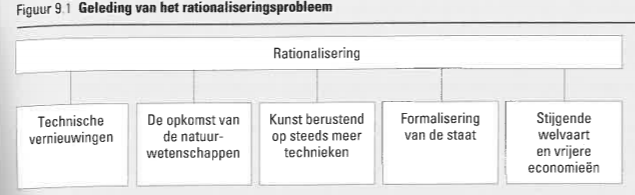 Figuur 9.1 Geleding van het rationaliseringsprobleem
Rationalisering
Technische
vernieuwingen
De opkomst van
de natuur-
wetenschappen
Kunst berustend
op steeds meer
technieken
Formalisering
van de staat
Stijgende
welvaart
en vrijere
economieën